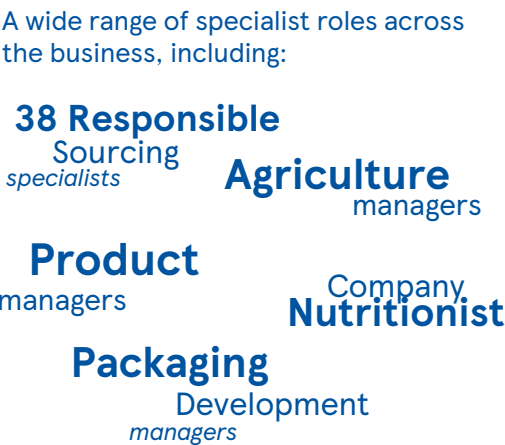 A wide range of specialist roles across
the business, including:
38 Responsible
Sourcing
specialists
Agriculture
managers
Product
managers
Company
Nutritionist
Packaging
Development
managers